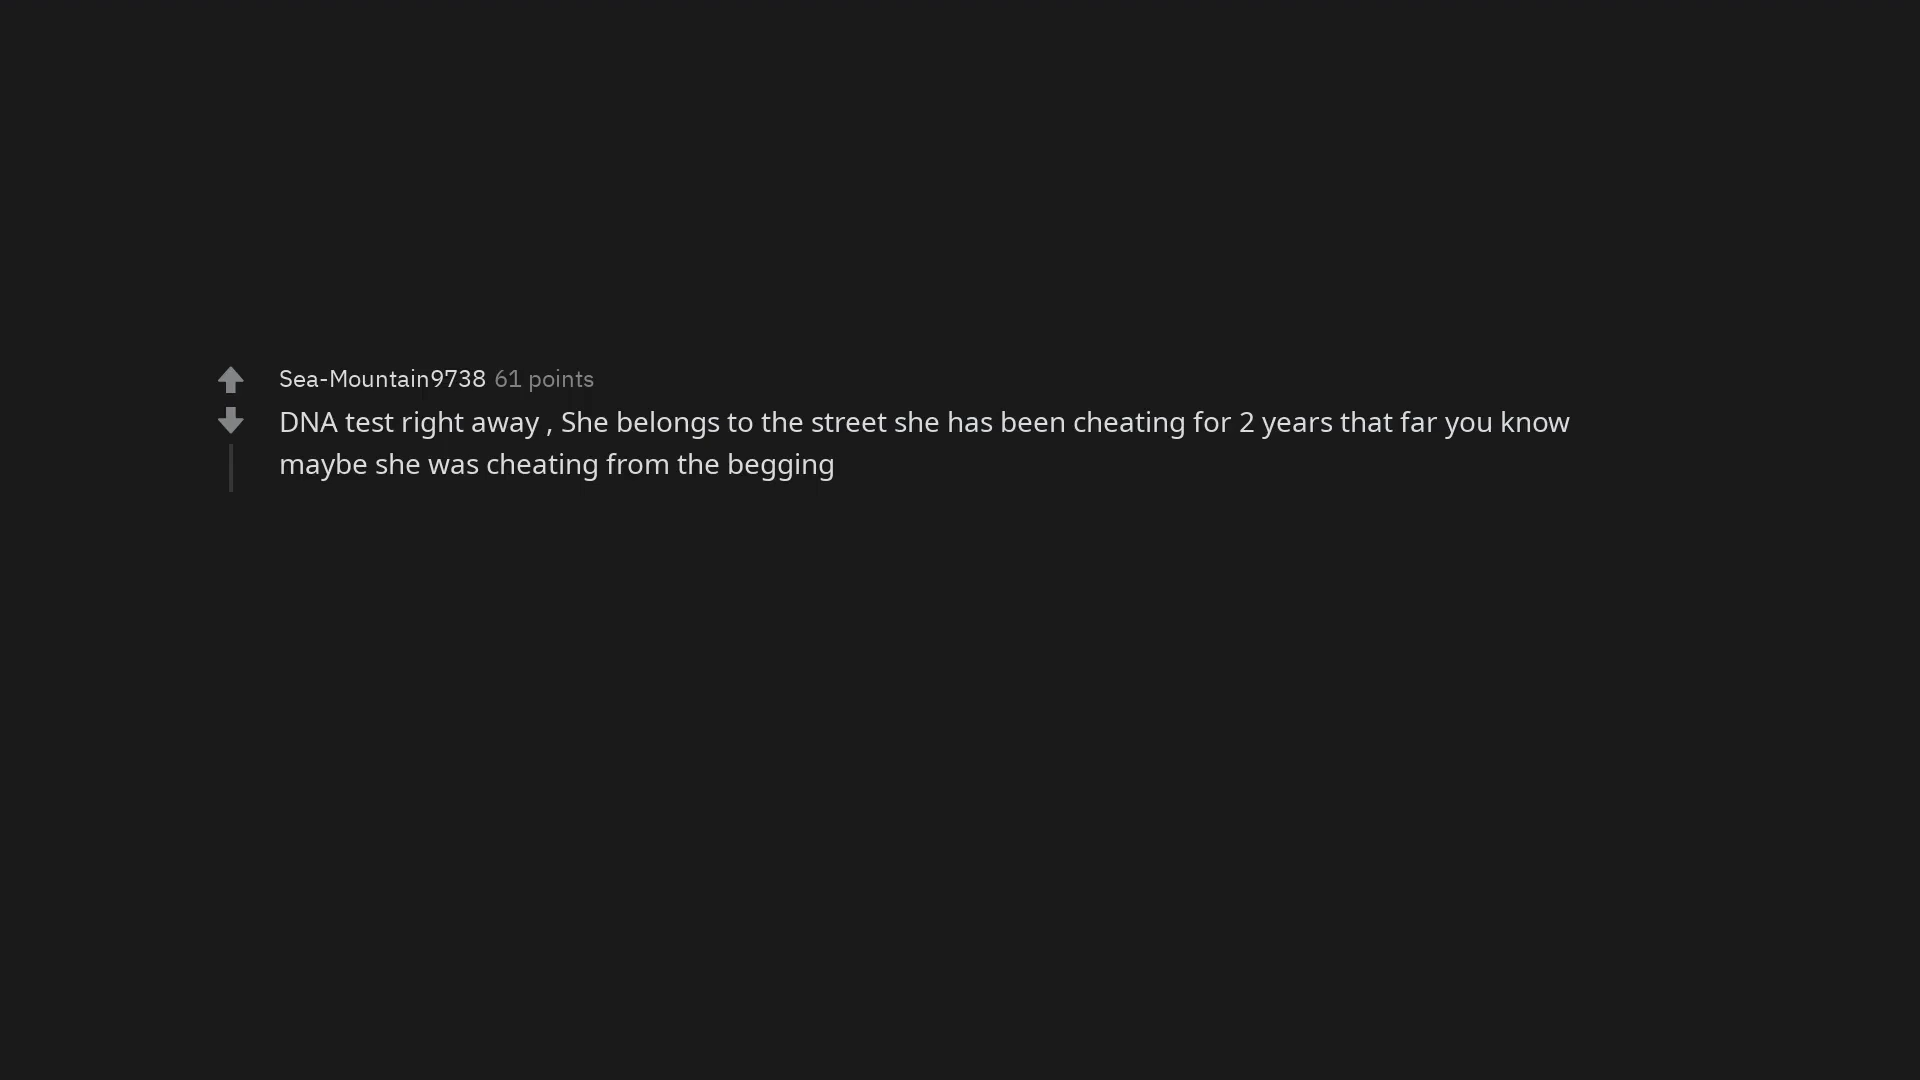 Sea-Mountain9738 61 points
DNA test right away , She belongs to the street she has been cheating for 2 years that far you know
maybe she was cheating from the begging